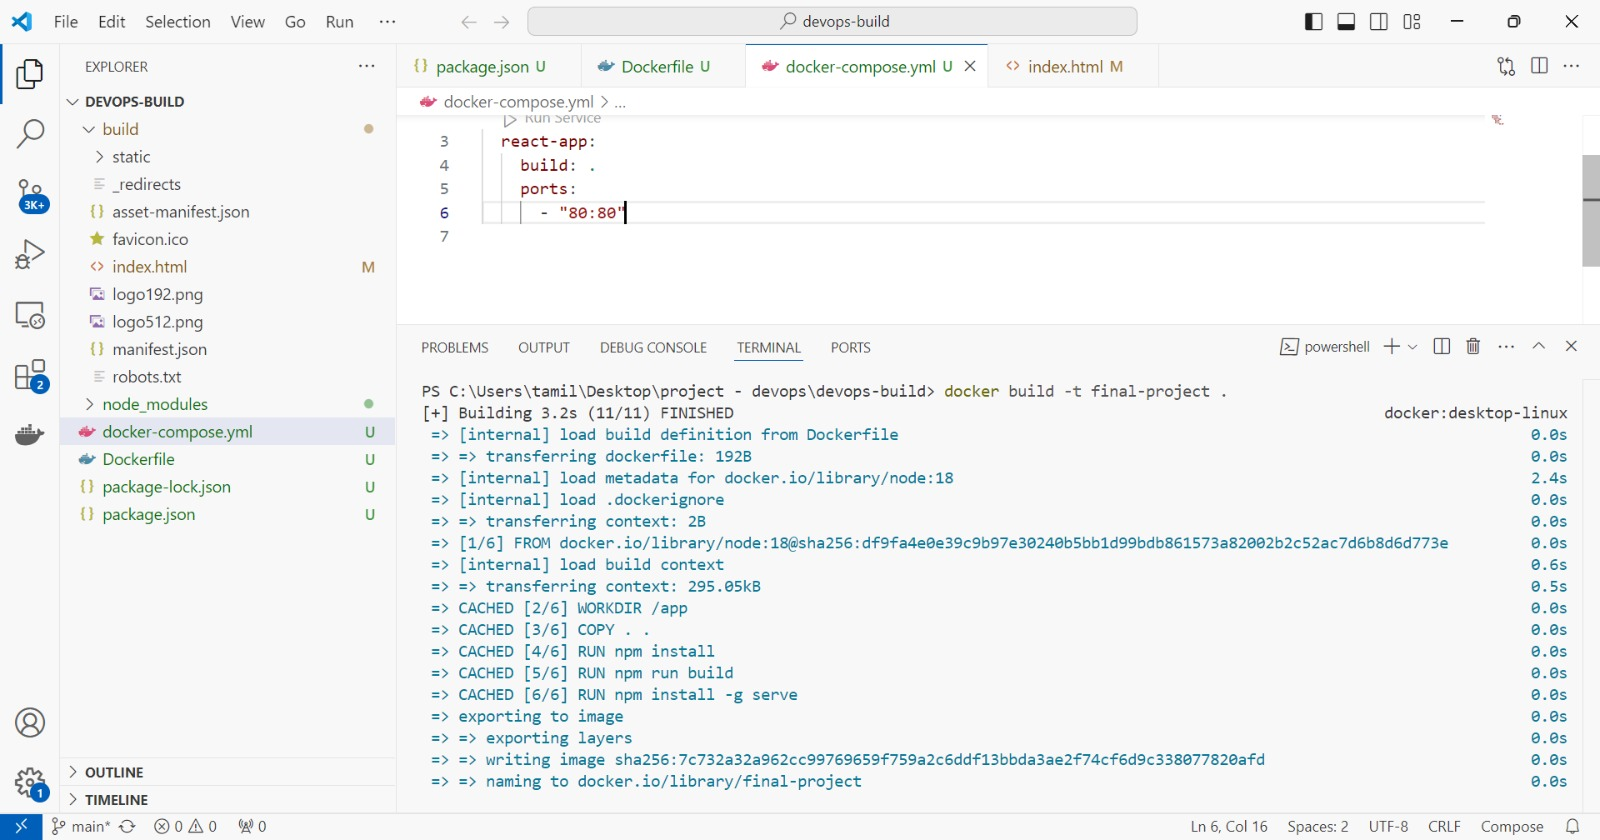 File Edit Selection View Go Run ···
devops-build
EXPLORER
DEVOPS-BUILD
build
static
_redirects
asset-manifest.json
favicon.ico
index.html M
logo192.png
logo512.png
manifest.json
robots.txt
node_modules
docker-compose.yml U
Dockerfile U
package-lock.json U
package.json U
OUTLINE
TIMELINE
3K+
2
1
package.json U
Dockerfile U
docker-compose.yml U
index.html M
docker-compose.yml > ...
Run Service
3 react-app:
4 build: .
5 ports:
6 - "80:80"
7
PROBLEMS OUTPUT DEBUG CONSOLE TERMINAL PORTS
powershell
PS C:\Users\tamil\Desktop\project - devops\devops-build> docker build -t final-project .
[+] Building 3.2s (11/11) FINISHED docker:desktop-linux
=> [internal] load build definition from Dockerfile 0.0s
=> => transferring dockerfile: 192B 0.0s
=> [internal] load metadata for docker.io/library/node:18 2.4s
=> [internal] load .dockerignore 0.0s
=> => transferring context: 2B 0.0s
=> [1/6] FROM docker.io/library/node:18@sha256:df9fa4e0e39c9b97e30240b5bb1d99bdb861573a82002b2c52ac7d6b8d6d773e 0.0s
=> [internal] load build context 0.6s
=> => transferring context: 295.05kB 0.5s
=> CACHED [2/6] WORKDIR /app 0.0s
=> CACHED [3/6] COPY . . 0.0s
=> CACHED [4/6] RUN npm install 0.0s
=> CACHED [5/6] RUN npm run build 0.0s
=> CACHED [6/6] RUN npm install -g serve 0.0s
=> exporting to image 0.0s
=> => exporting layers 0.0s
=> => writing image sha256:7c732a32a962cc99769659f759a2c6ddf13bbda3ae2f74cf6d9c338077820afd 0.0s
=> => naming to docker.io/library/final-project 0.0s
main* 0 0 0
Ln 6, Col 16 Spaces: 2 UTF-8 CRLF Compose